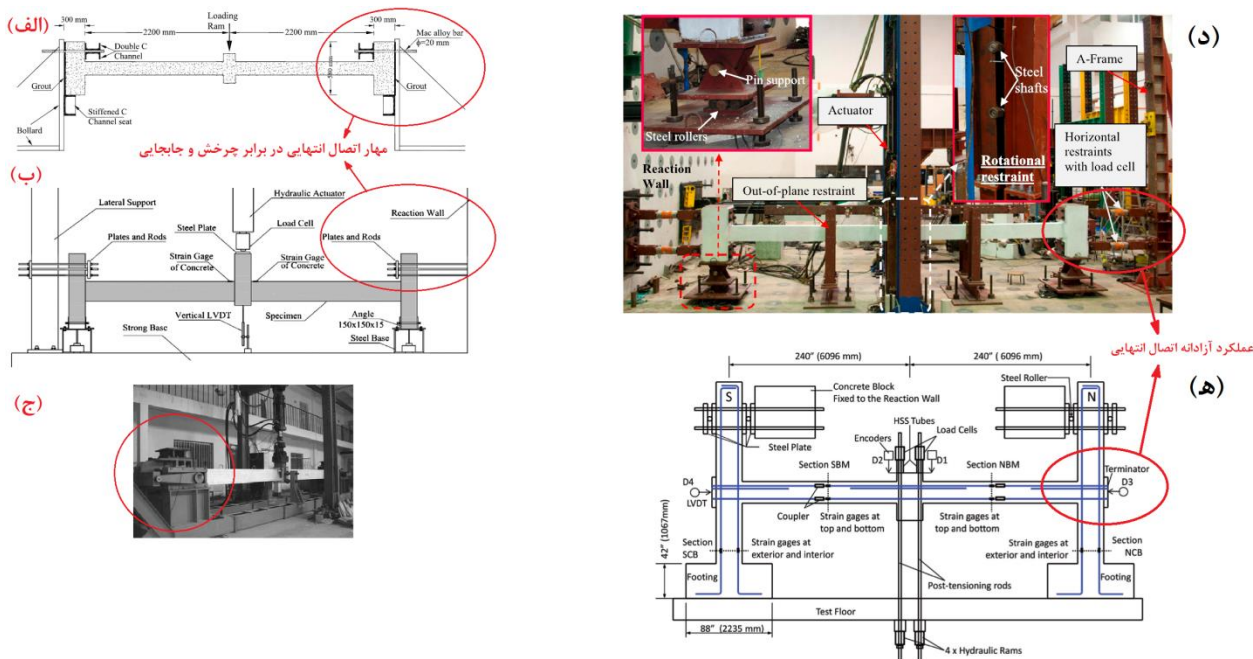 (الف)
300 mm
2200 mm
Loading
Ram
2200 mm
300 mm
Double C
Channel
Mac alloy bar
ϕ=20 mm
Grout
Grout
Stiffened C
Channel seat
Bollard
مهار اتصال انتهایی در برابر چرخش و جابجایی
(ب)
Lateral Support
Hydraulic Actuator
Reaction Wall
Steel Plate
Load Cell
Plates and Rods
Plates and Rods
Strain Gage
of Concrete
Strain Gage
of Concrete
Vertical LVDT
Specimen
Angle
150x150x15
Strong Base
Steel Base
(ج)
(د)
Pin support
Steel rollers
Actuator
Steel
shafts
Rotational
restraint
A-Frame
Horizontal
restraints
with load cell
Reaction
Wall
Out-of-plane restraint
عملکرد آزادانه اتصال انتهایی
(ه)
240" (6096 mm)
240" ( 6096 mm)
Concrete Block
Fixed to the Reaction Wall
Steel Roller
S
N
HSS Tubes
Steel Plate
Encoders
Load Cells
D2
D1
Section SBM
Section NBM
Terminator
D4
LVDT
D3
Coupler
Strain gages at
top and bottom
Strain gages at
top and bottom
42" (1067mm)
Section
SCB
Strain gages at
exterior and interior
Strain gages at
exterior and interior
Section
NCB
Footing
Footing
Post-tensioning rods
Test Floor
88" (2235 mm)
4 x Hydraulic Rams